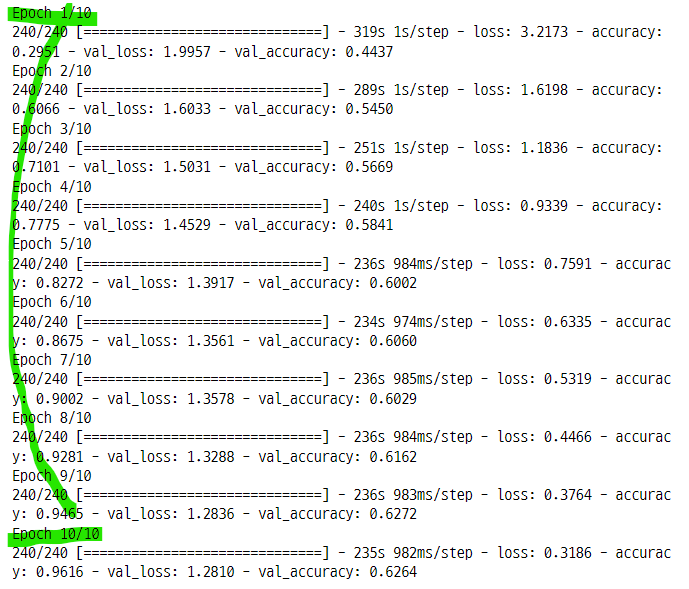 Epoch 1/10
240/240 [==============================] - 319s 1s/step - loss: 3.2173 - accuracy:
0.2951 - val_loss: 1.9957 - val_accuracy: 0.4437
Epoch 2/10
240/240 [==============================] - 289s 1s/step - loss: 1.6198 - accuracy:
0.6066 - val_loss: 1.6033 - val_accuracy: 0.5450
Epoch 3/10
240/240 [==============================] - 251s 1s/step - loss: 1.1836 - accuracy:
0.7101 - val_loss: 1.5031 - val_accuracy: 0.5669
Epoch 4/10
240/240 [==============================] - 240s 1s/step - loss: 0.9339 - accuracy:
0.7775 - val_loss: 1.4529 - val_accuracy: 0.5841
Epoch 5/10
240/240 [==============================] - 236s 984ms/step - loss: 0.7591 - accurac
y: 0.8272 - val_loss: 1.3917 - val_accuracy: 0.6002
Epoch 6/10
240/240 [==============================] - 234s 974ms/step - loss: 0.6335 - accurac
y: 0.8675 - val_loss: 1.3561 - val_accuracy: 0.6060
Epoch 7/10
240/240 [==============================] - 236s 985ms/step - loss: 0.5319 - accurac
y: 0.9002 - val_loss: 1.3578 - val_accuracy: 0.6029
Epoch 8/10
240/240 [==============================] - 236s 984ms/step - loss: 0.4466 - accurac
y: 0.9281 - val_loss: 1.3288 - val_accuracy: 0.6162
Epoch 9/10
240/240 [==============================] - 236s 983ms/step - loss: 0.3764 - accurac
y: 0.9465 - val_loss: 1.2836 - val_accuracy: 0.6272
Epoch 10/10
240/240 [==============================] - 235s 982ms/step - loss: 0.3186 - accurac
y: 0.9616 - val_loss: 1.2810 - val_accuracy: 0.6264